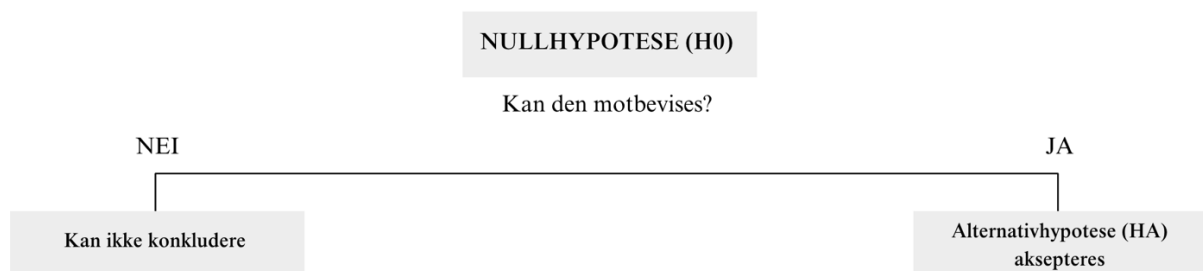 NULLHYPOTESE (H0)
Kan den motbevises?
NEI
JA
Kan ikke konkludere
Alternativhypotese (HA)
aksepteres